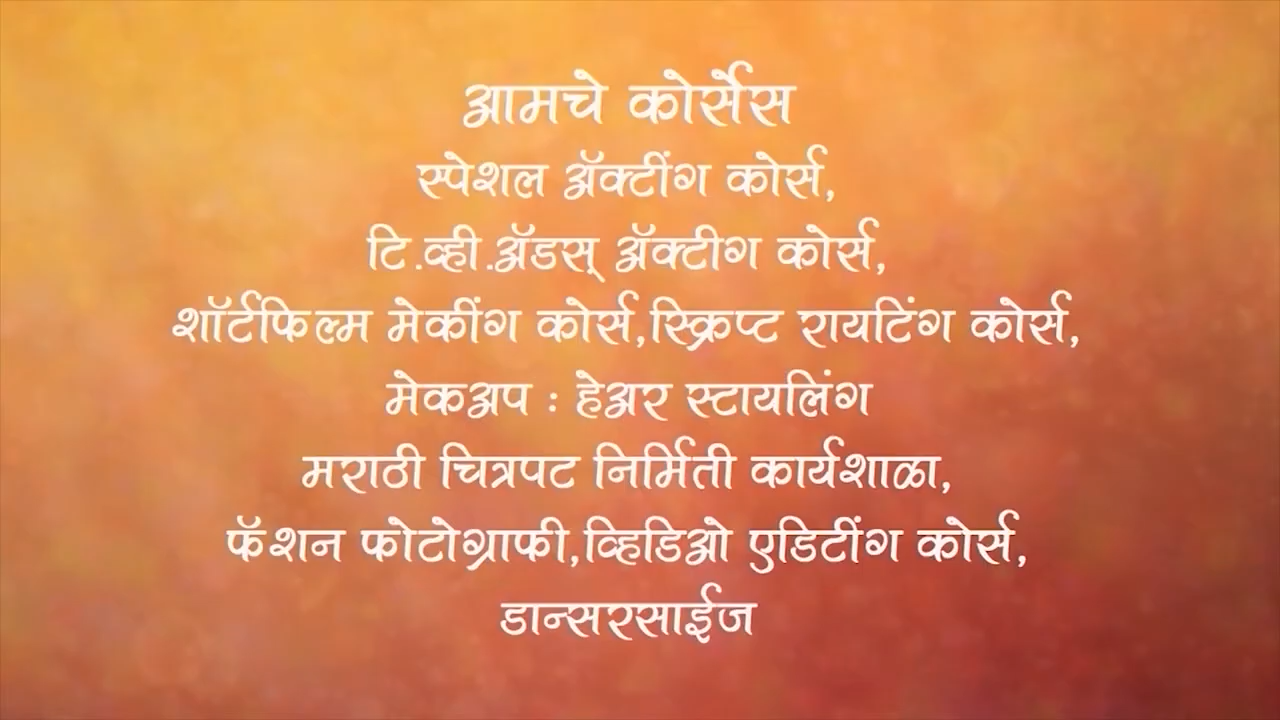 आमचे कोर्सेस
स्पेशल ॲक्टींग कोर्स,
टि.व्ही.ॲडस् ॲक्टीग कोर्स,
शॉर्टफिल्म मेकींग कोर्स,स्क्रिप्ट रायटिंग कोर्स,
मेकअप : हेअर स्टायलिंग
मराठी चित्रपट निर्मिती कार्यशाळा,
फॅशन फोटोग्राफी,व्हिडिओ एडिटींग कोर्स,
डान्सरसाईज